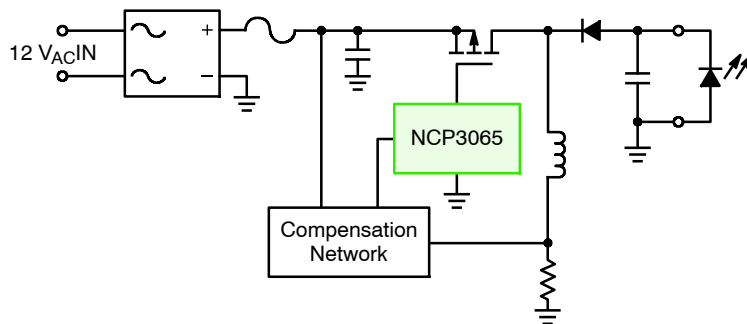 12 VACIN
+
−
NCP3065
Compensation
Network